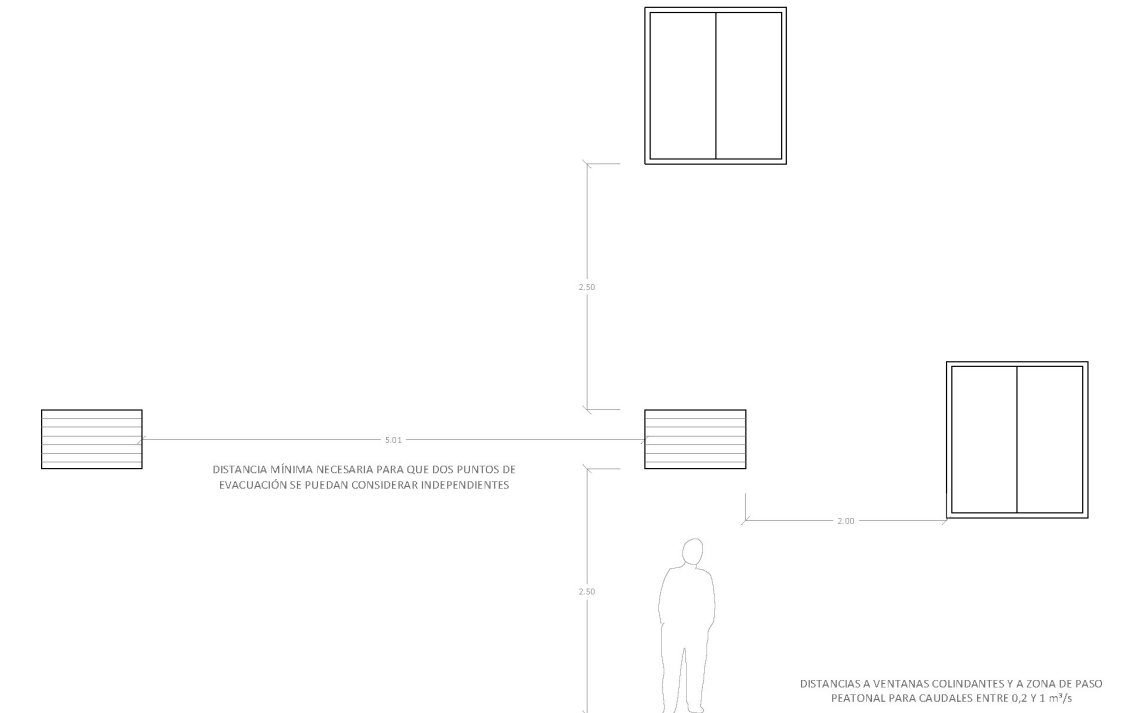 2.50
5.01
DISTANCIA MÍNIMA NECESARIA PARA QUE DOS PUNTOS DE
EVACUACIÓN SE PUEDAN CONSIDERAR INDEPENDIENTES
2.00
2.50
DISTANCIAS A VENTANAS COLINDANTES Y A ZONA DE PASO
PEATONAL PARA CAUDALES ENTRE 0,2 Y 1 m³/s